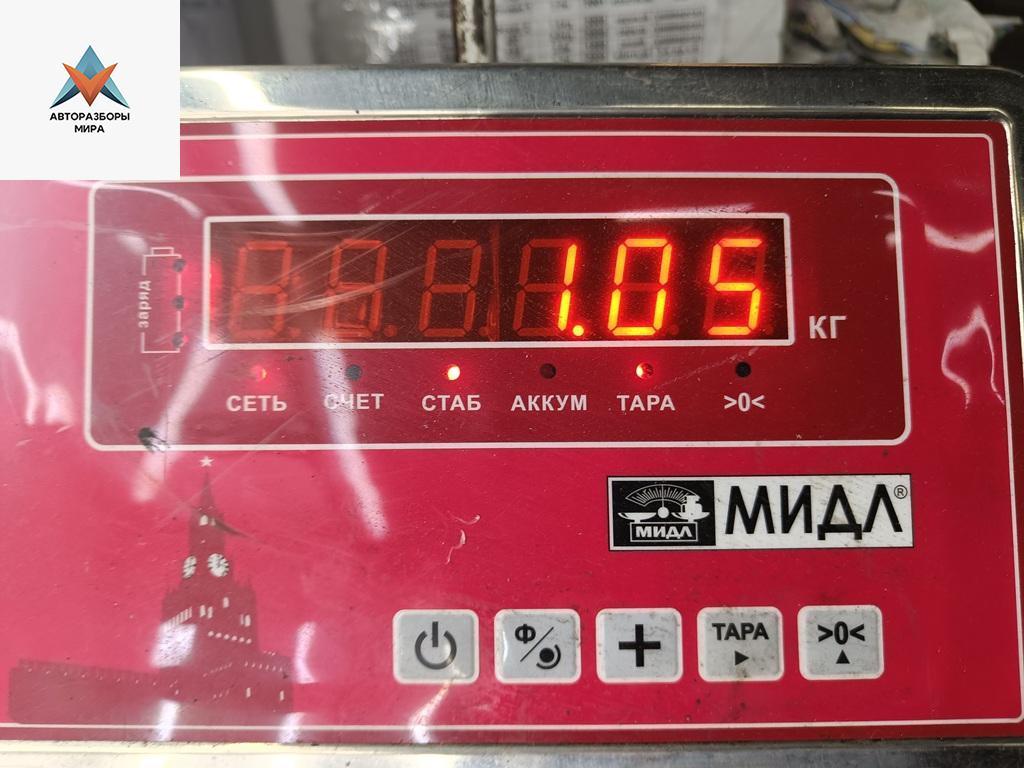 АВТОРАЗБОРЫ
МИРА
заряд
1.05
КГ
СЕТЬ СЧЕТ СТАБ АККУМ ТАРА >0<
МИДЛ
МИДЛ®
Ф
ТАРА
>0<